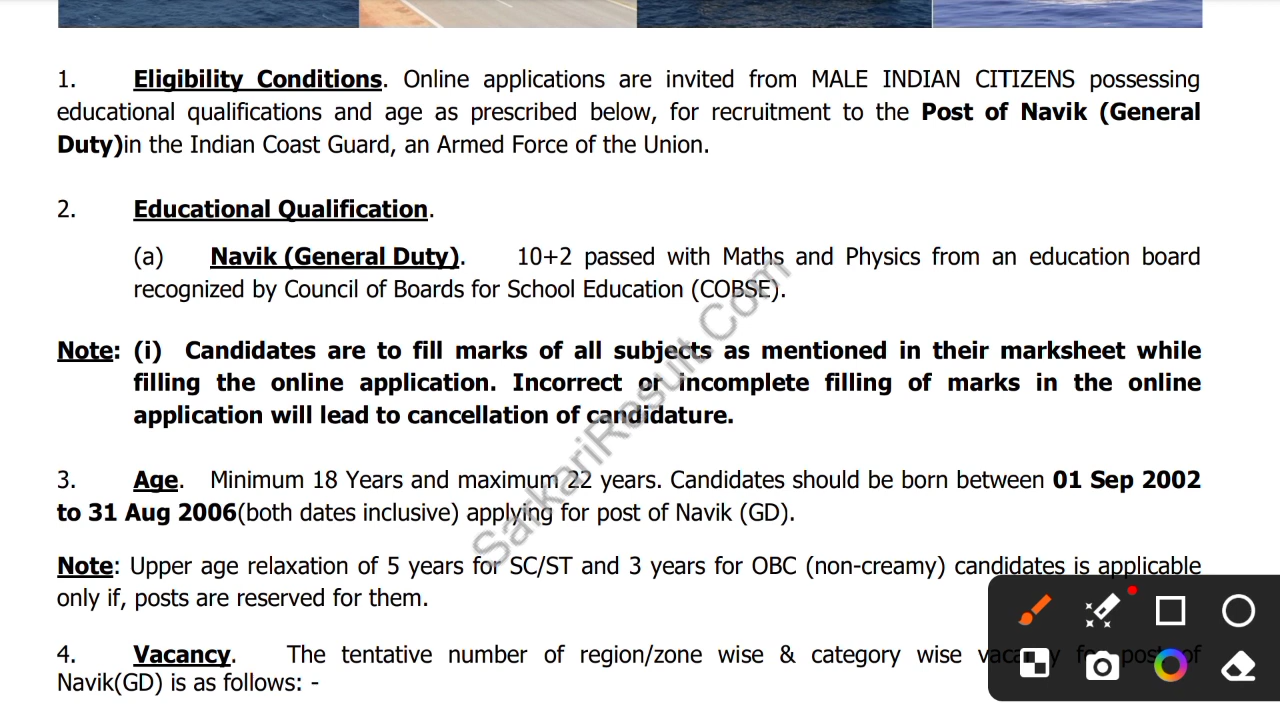 1. Eligibility Conditions. Online applications are invited from MALE INDIAN CITIZENS possessing
educational qualifications and age as prescribed below, for recruitment to the Post of Navik (General
Duty)in the Indian Coast Guard, an Armed Force of the Union.
2. Educational Qualification.
(a) Navik (General Duty). 10+2 passed with Maths and Physics from an education board
recognized by Council of Boards for School Education (COBSE).
Note: (i) Candidates are to fill marks of all subjects as mentioned in their marksheet while
filling the online application. Incorrect or incomplete filling of marks in the online
application will lead to cancellation of candidature.
3. Age. Minimum 18 Years and maximum 22 years. Candidates should be born between 01 Sep 2002
to 31 Aug 2006(both dates inclusive) applying for post of Navik (GD).
Note: Upper age relaxation of 5 years for SC/ST and 3 years for OBC (non-creamy) candidates is applicable
only if, posts are reserved for them.
4. Vacancy. The tentative number of region/zone wise & category wise vacancy for post of
Navik(GD) is as follows: -
SarkariResult.Com